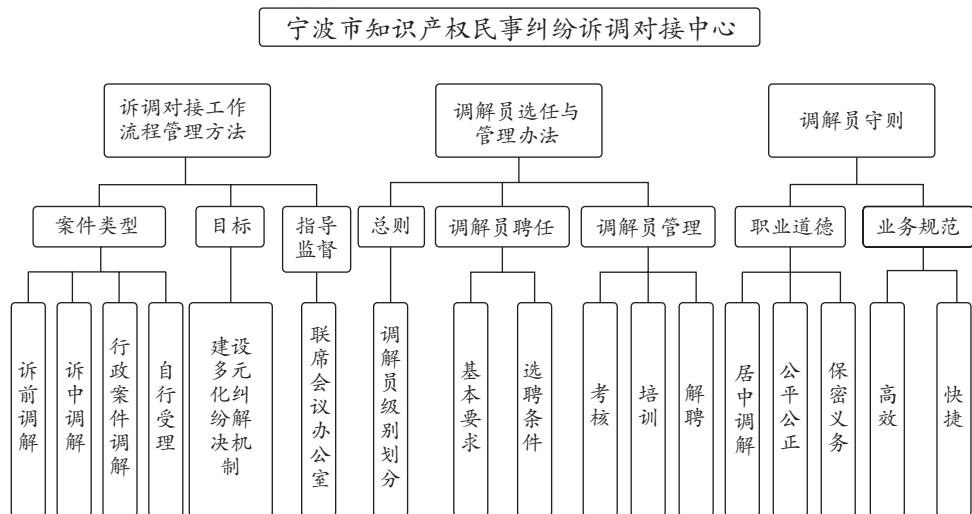 宁波市知识产权民事纠纷诉调对接中心
诉调对接工作
流程管理方法
调解员选任与
管理办法
调解员守则
案件类型
目标
指导
监督
总则
调解员聘任
调解员管理
职业道德
业务规范
诉前调解
诉中调解
行政案件调解
自行受理
建设
多元
化纠
纷解
决机
制
联席会议办公室
调解员级别划分
基本要求
选聘条件
考核
培训
解聘
居中调解
公平公正
保密义务
高效
快捷